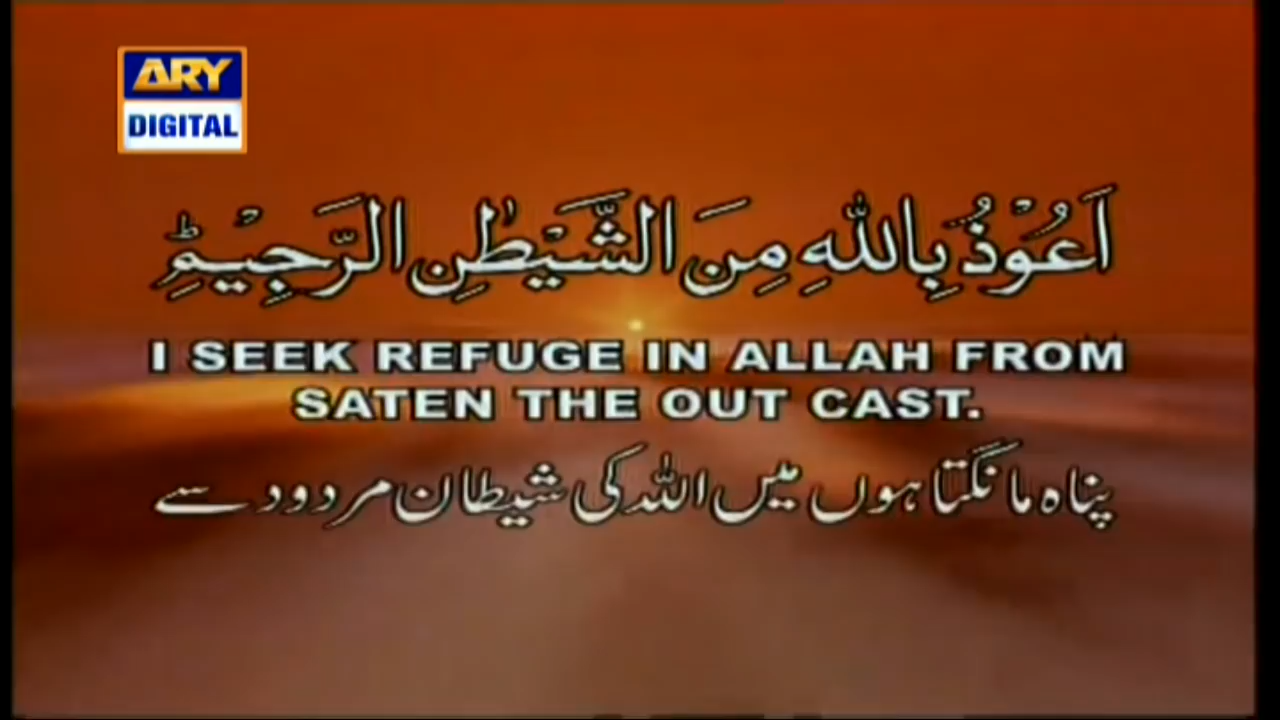 ARY
DIGITAL
اَعُوْذُ بِاللّٰهِ مِنَ الشَّيْطٰنِ الرَّجِيْمِؕ
I SEEK REFUGE IN ALLAH FROM
SATEN THE OUT CAST.
پناہ مانگتا ہوں میں اللہ کی شیطان مردود سے